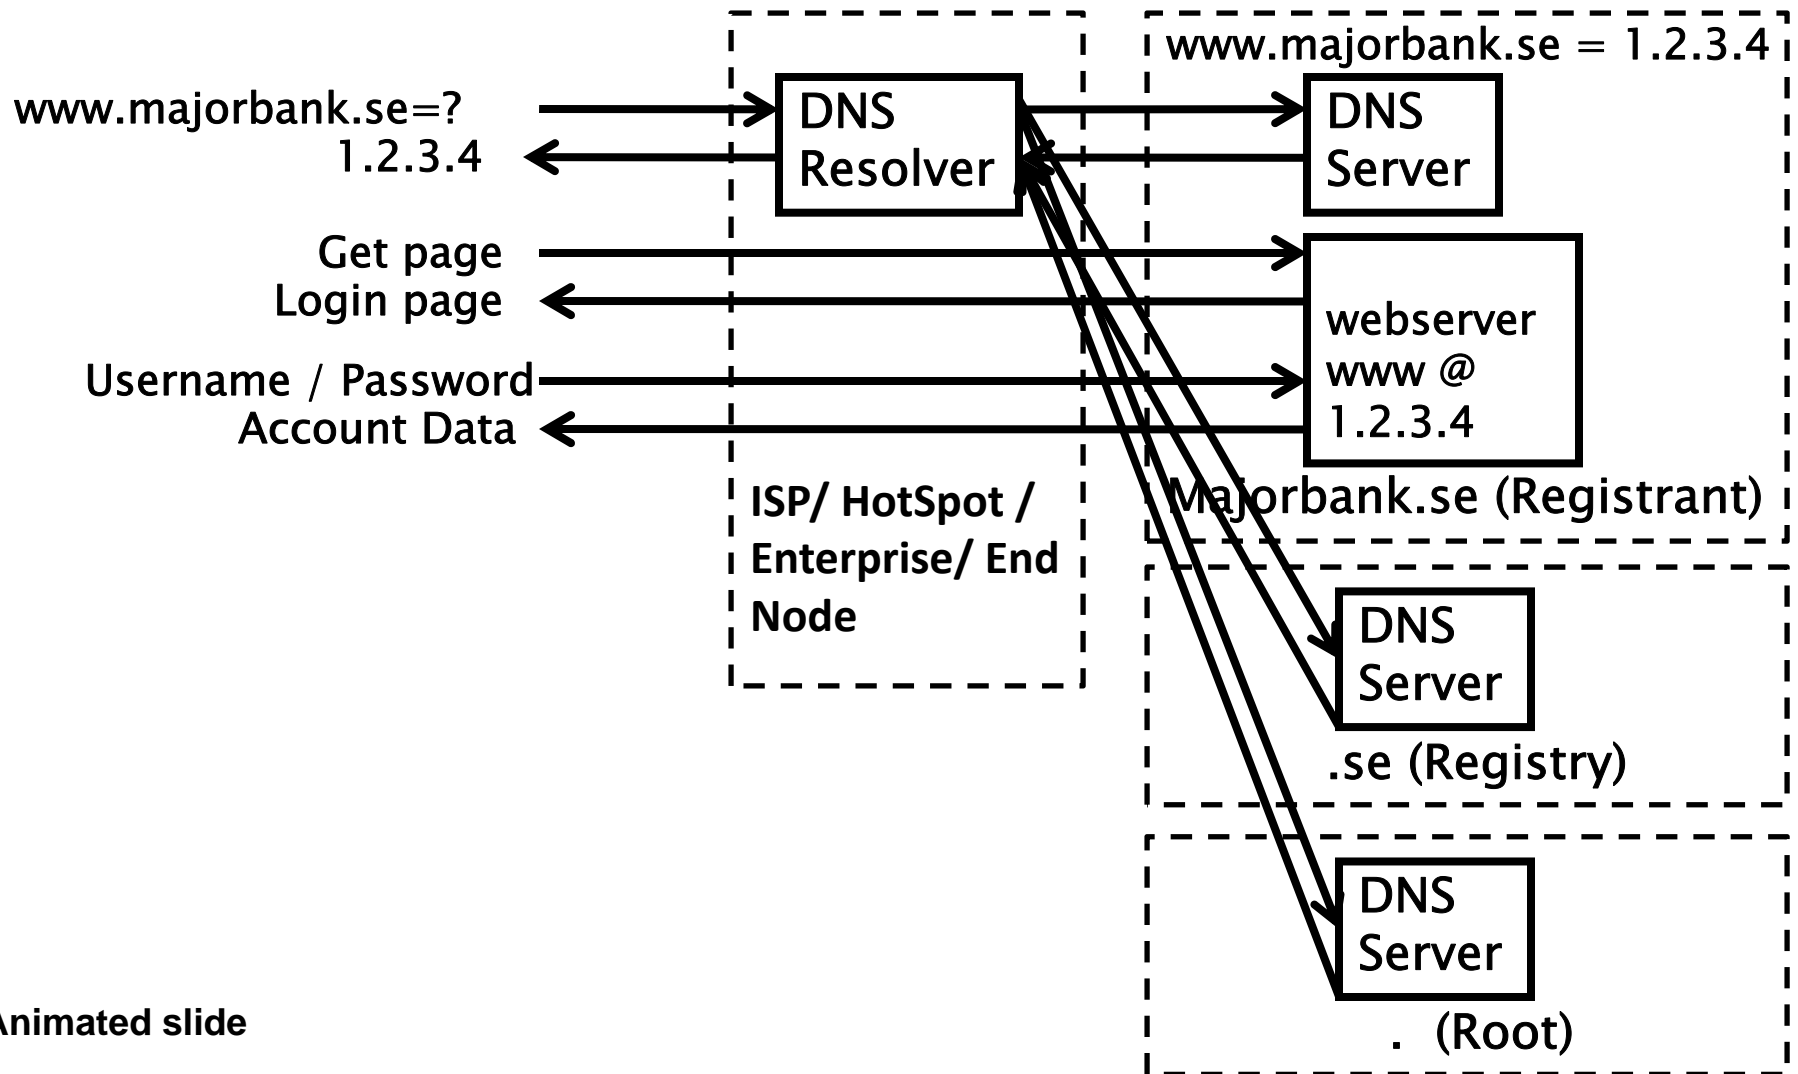 www.majorbank.se = 1.2.3.4
www.majorbank.se=?
1.2.3.4
DNS
Resolver
DNS
Server
Get page
Login page
webserver
www @
1.2.3.4
Username / Password
Account Data
ISP/ HotSpot /
Enterprise/ End
Node
Majorbank.se (Registrant)
DNS
Server
.se (Registry)
DNS
Server
. (Root)
Animated slide